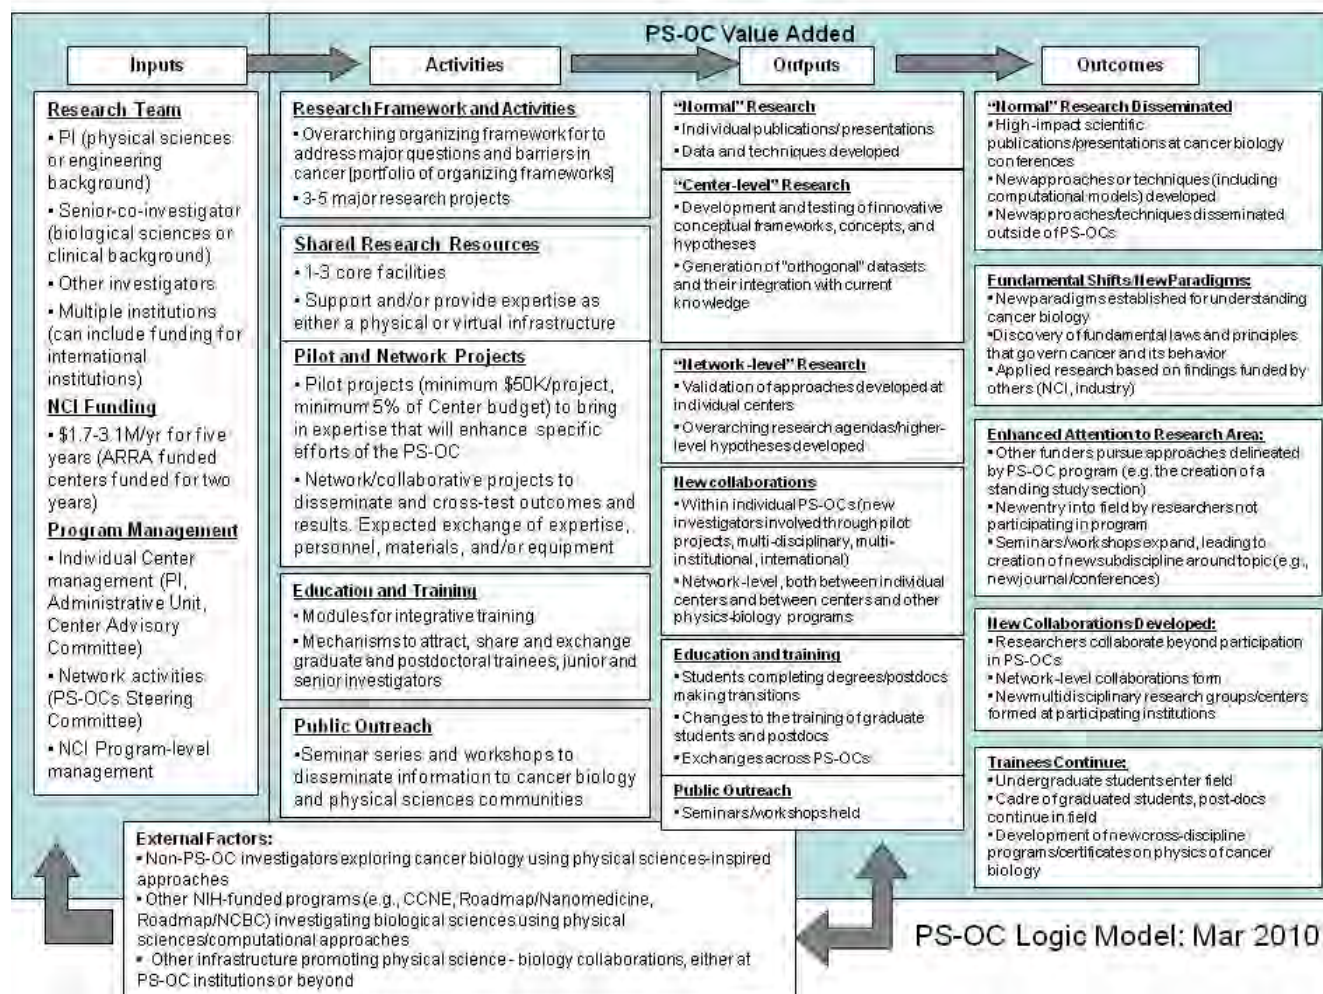 PS-OC Value Added
Inputs
Activities
Outputs
Outcomes
Research Team
▪ PI (physical sciences
or engineering
background)
▪ Senior-co-investigator
(biological sciences or
clinical background)
▪ Other investigators
▪ Multiple institutions
(can include funding for
international
institutions)
NCI Funding
▪ $1.7-3.1M/yr for five
years (ARRA funded
centers funded for two
years)
Program Management
▪ Individual Center
management (PI,
Administrative Unit,
Center Advisory
Committee)
▪ Network activities
(PS-OCs Steering
Committee)
▪ NCI Program-level
management
Research Framework and Activities
▪ Overarching organizing framework for to
address major questions and barriers in
cancer [portfolio of organizing frameworks]
▪ 3-5 major research projects
Shared Research Resources
▪ 1-3 core facilities
▪ Support and/or provide expertise as
either a physical or virtual infrastructure
Pilot and Network Projects
▪ Pilot projects (minimum $50K/project,
minimum 5% of Center budget) to bring
in expertise that will enhance specific
efforts of the PS-OC
▪ Network/collaborative projects to
disseminate and cross-test outcomes and
results. Expected exchange of expertise,
personnel, materials, and/or equipment
Education and Training
▪ Modules for integrative training
▪ Mechanisms to attract, share and exchange
graduate and postdoctoral trainees, junior and
senior investigators
Public Outreach
▪Seminar series and workshops to
disseminate information to cancer biology
and physical sciences communities
"Normal" Research
▪ Individual publications/presentations
▪ Data and techniques developed
"Center-level" Research
▪ Development and testing of innovative
conceptual frameworks, concepts, and
hypotheses
▪ Generation of "orthogonal" datasets
and their integration with current
knowledge
"Network-level" Research
▪ Validation of approaches developed at
individual centers
▪ Overarching research agendas/higher-
level hypotheses developed
New collaborations
▪ Within individual PS-OCs (new
investigators involved through pilot
projects, multi-disciplinary, multi-
institutional, international)
▪ Network-level, both between individual
centers and between centers and other
physics-biology programs
Education and training
▪ Students completing degrees/postdocs
making transitions
▪ Changes to the training of graduate
students and postdocs
▪ Exchanges across PS-OCs
Public Outreach
▪ Seminars/workshops held
"Normal" Research Disseminated
▪ High-impact scientific
publications/presentations at cancer biology
conferences
▪ New approaches or techniques (including
computational models) developed
▪ New approaches/techniques disseminated
outside of PS-OCs
Fundamental Shifts/New Paradigms:
▪ New paradigms established for understanding
cancer biology
▪Discovery of fundamental laws and principles
that govern cancer and its behavior
▪ Applied research based on findings funded by
others (NCI, industry)
Enhanced Attention to Research Area:
▪ Other funders pursue approaches delineated
by PS-OC program (e.g. the creation of a
standing study section)
▪ New entry into field by researchers not
participating in program
▪ Seminars/workshops expand, leading to
creation of new subdiscipline around topic (e.g.,
new journal/conferences)
New Collaborations Developed:
▪ Researchers collaborate beyond participation
in PS-OCs
▪ Network-level collaborations form
▪ New multidisciplinary research groups/centers
formed at participating institutions
Trainees Continue:
▪ Undergraduate students enter field
▪ Cadre of graduated students, post-docs
continue in field
▪ Development of new cross-discipline
programs/certificates on physics of cancer
biology
External Factors:
▪ Non-PS-OC investigators exploring cancer biology using physical sciences-inspired
approaches
▪ Other NIH-funded programs (e.g., CCNE, Roadmap/Nanomedicine,
Roadmap/NCBC) investigating biological sciences using physical
sciences/computational approaches
▪ Other infrastructure promoting physical science - biology collaborations, either at
PS-OC institutions or beyond
PS-OC Logic Model: Mar 2010